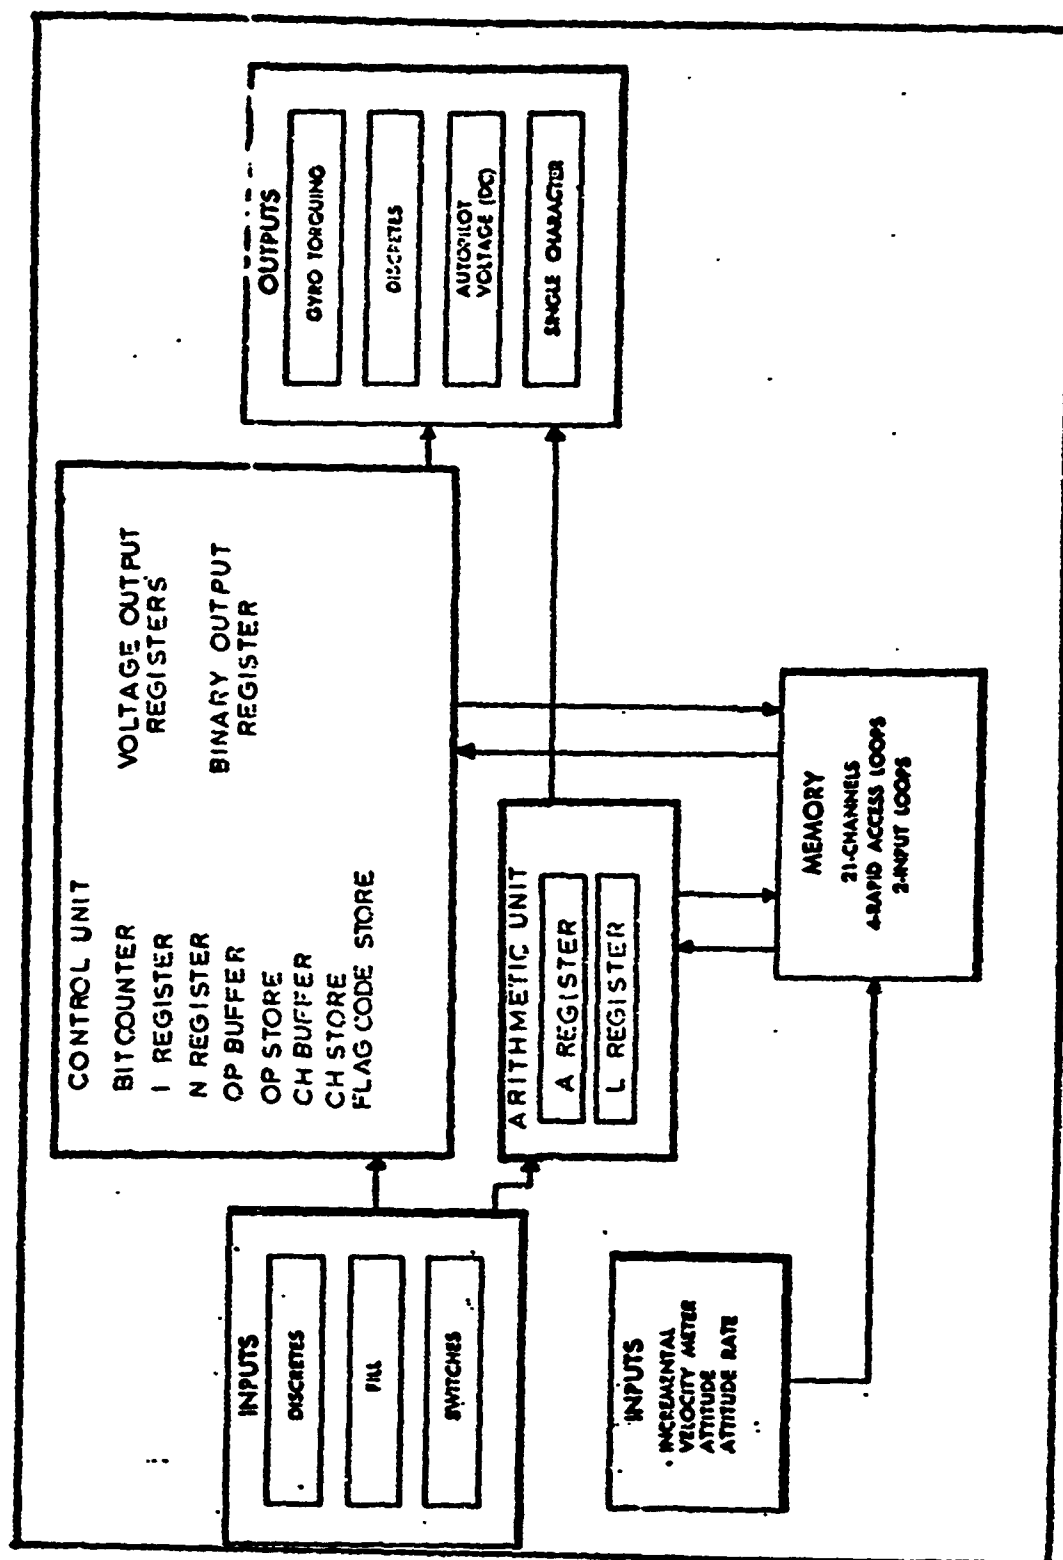 INPUTS
DISCRETES
FILL
SWITCHES
INPUTS
INCREMENTAL
VELOCITY METER
ATTITUDE
ATTITUDE RATE
CONTROL UNIT
BIT COUNTER
I REGISTER
N REGISTER
OP BUFFER
OP STORE
CH BUFFER
CH STORE
FLAG CODE STORE
VOLTAGE OUTPUT
REGISTERS
BINARY OUTPUT
REGISTER
ARITHMETIC UNIT
A REGISTER
L REGISTER
MEMORY
21-CHANNELS
4-RAPID ACCESS LOOPS
2-INPUT LOOPS
OUTPUTS
GYRO TORQUING
DISCRETES
AUTOPILOT
VOLTAGE (DC)
SINGLE CHARACTER